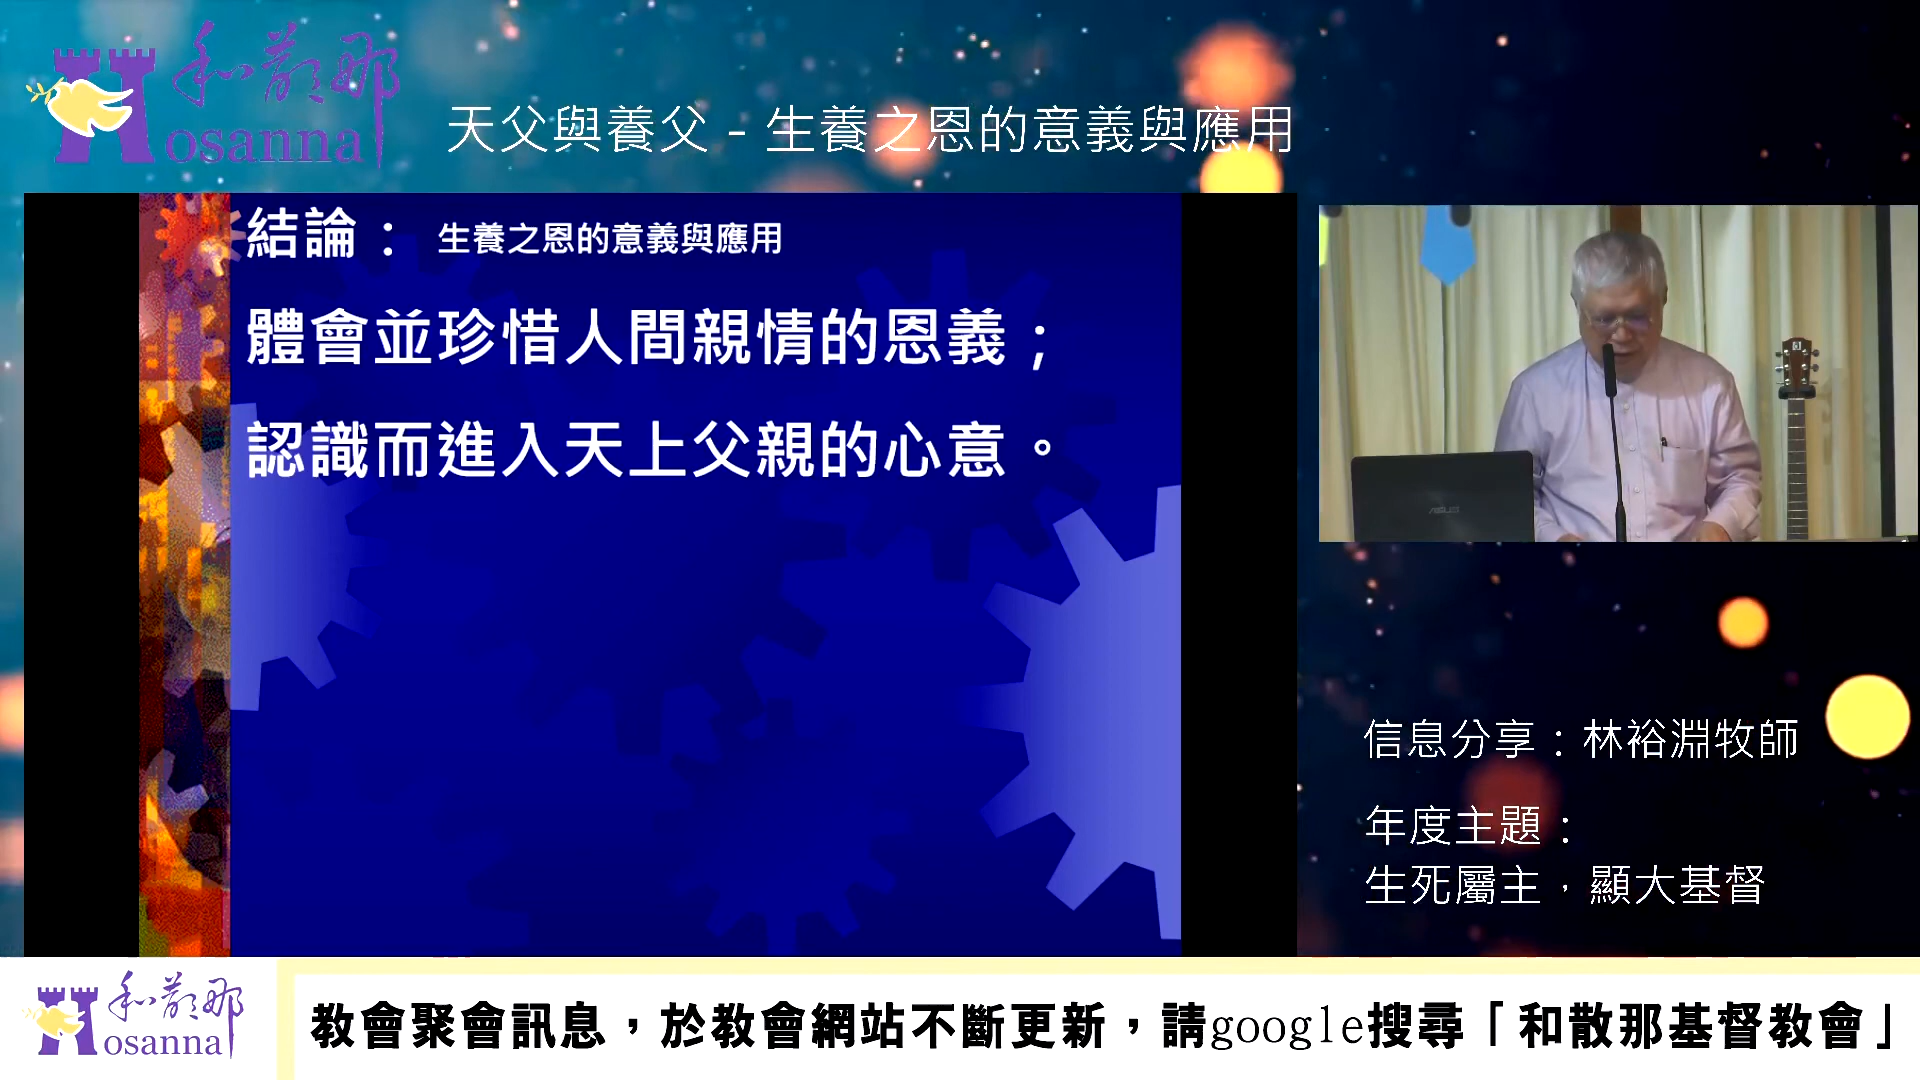 和散那
Hosanna
天父與養父 - 生養之恩的意義與應用
結論： 生養之恩的意義與應用
體會並珍惜人間親情的恩義；
認識而進入天上父親的心意。
ASUS
信息分享：林裕淵牧師
年度主題：
生死屬主，顯大基督
和散那
Hosanna
教會聚會訊息，於教會網站不斷更新，請google搜尋「和散那基督教會」